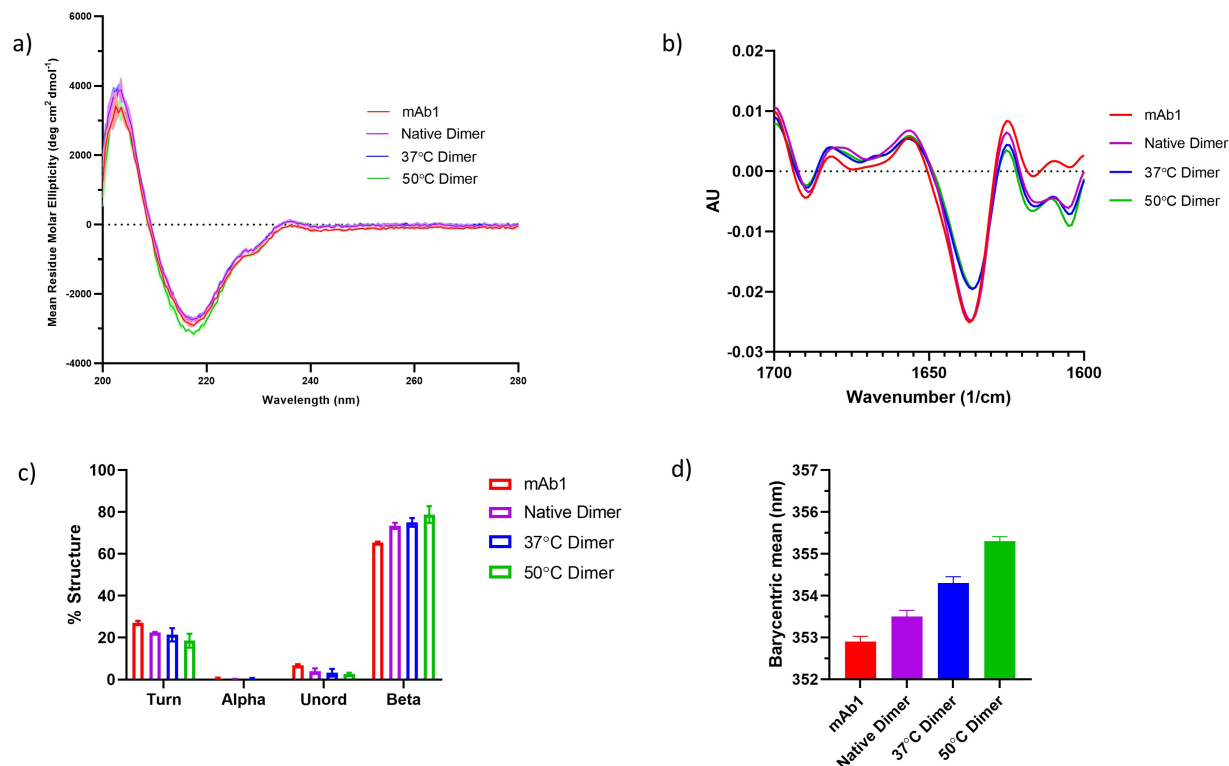 a)
Mean Residue Molar Ellipticity (deg cm² dmol⁻¹)
6000
4000
2000
0
-2000
-4000
200
220
240
260
280
Wavelength (nm)
mAb1
Native Dimer
37°C Dimer
50°C Dimer
b)
AU
0.02
0.01
0.00
-0.01
-0.03
1700
1650
1600
Wavenumber (1/cm)
mAb1
Native Dimer
37°C Dimer
50°C Dimer
c)
% Structure
100
80
60
40
20
0
Turn
Alpha
Unord
Beta
mAb1
Native Dimer
37°C Dimer
50°C Dimer
d)
Barycentric mean (nm)
357
356
355
354
353
352
mAb1
Native Dimer
37°C Dimer
50°C Dimer